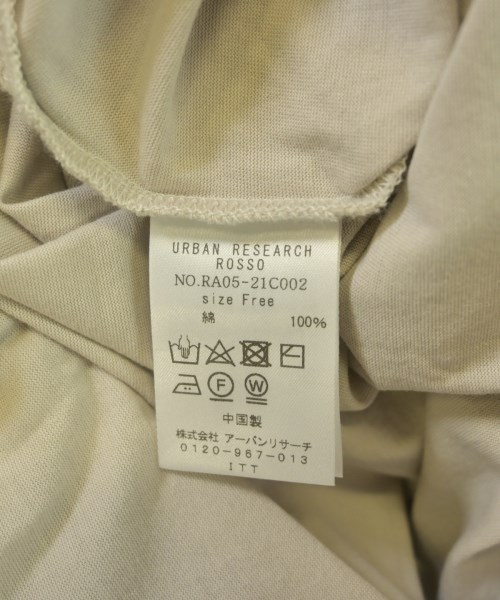 URBAN RESEARCH
ROSSO
NO.RA05-21C002
size Free
綿 100%
F W
中国製
株式会社 アーバンリサーチ
0120-967-013
ITT